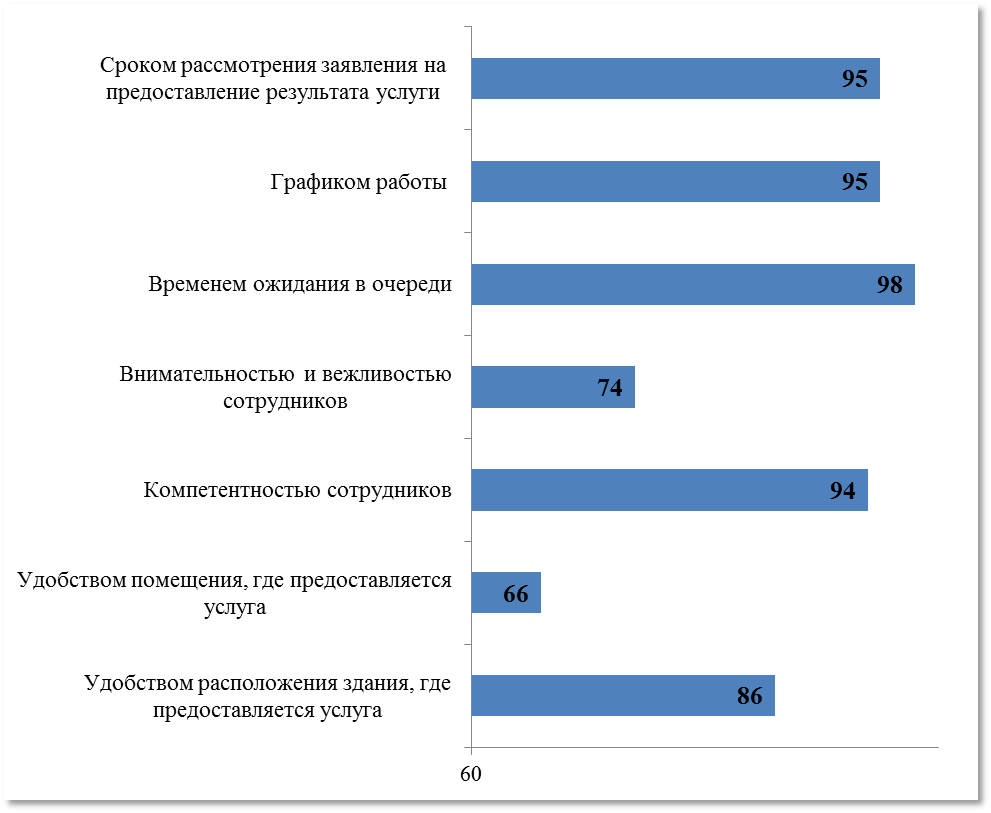 Сроком рассмотрения заявления на
предоставление результата услуги
95
Графиком работы
95
Временем ожидания в очереди
98
Внимательностью и вежливостью
сотрудников
74
Компетентностью сотрудников
94
Удобством помещения, где предоставляется
услуга
66
Удобством расположения здания, где
предоставляется услуга
86
60